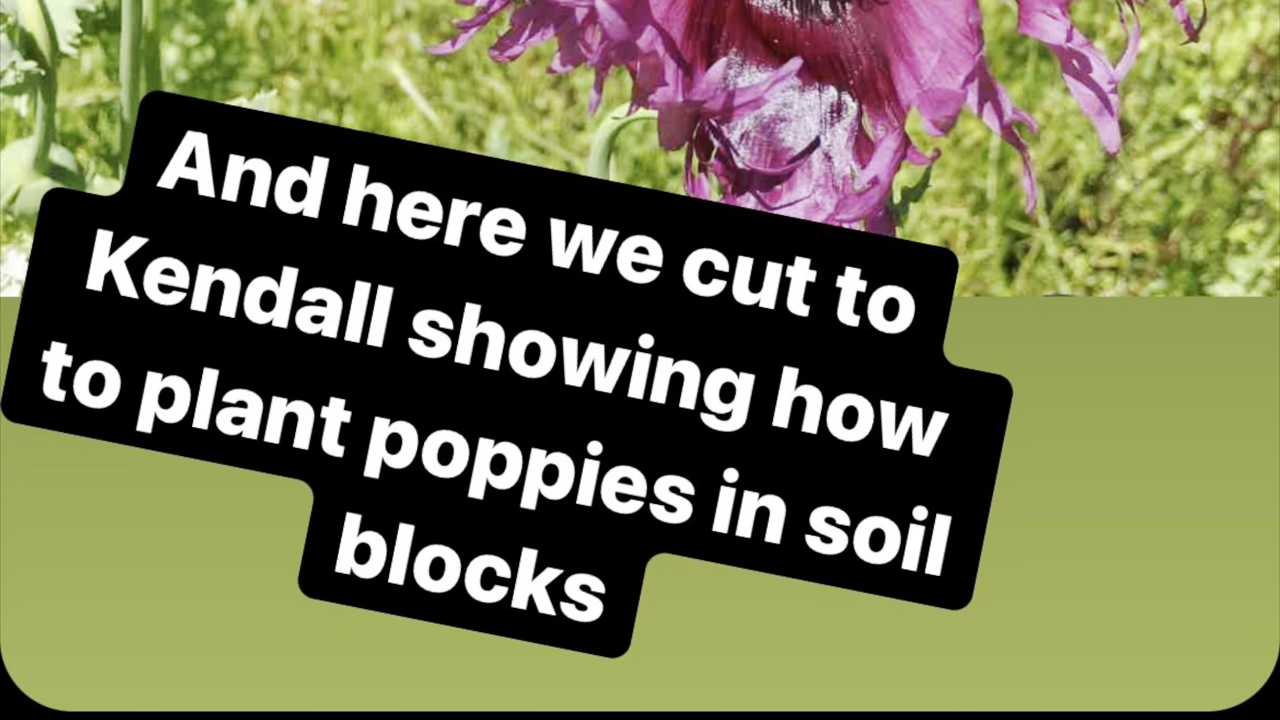 And here we cut to
Kendall showing how
to plant poppies in soil
blocks